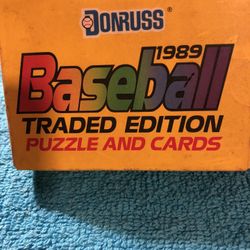 DONRUSS®
1989
Baseball
TRADED EDITION
PUZZLE AND CARDS